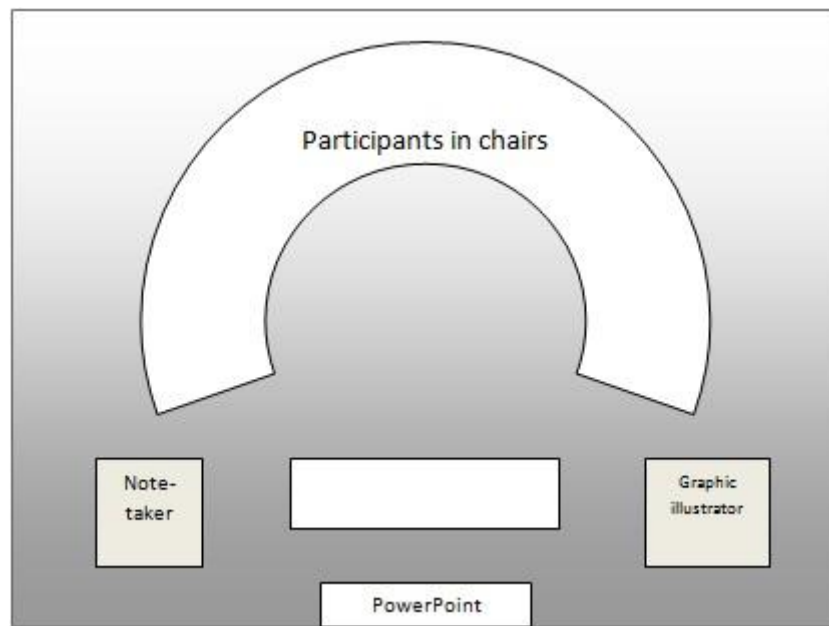 Participants in chairs
Note-
taker
Graphic
illustrator
PowerPoint